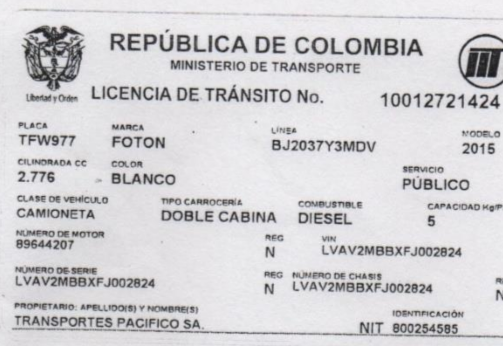 REPÚBLICA DE COLOMBIA
MINISTERIO DE TRANSPORTE
Libertad y Orden
LICENCIA DE TRÁNSITO No. 10012721424
PLACA MARCA LÍNEA MODELO
TFW977 FOTON BJ2037Y3MDV 2015
CILINDRADA CC COLOR SERVICIO
2.776 BLANCO PÚBLICO
CLASE DE VEHÍCULO TIPO CARROCERÍA COMBUSTIBLE CAPACIDAD Kg/P
CAMIONETA DOBLE CABINA DIESEL 5
NÚMERO DE MOTOR REG VIN
89644207 N LVAV2MBBXFJ002824
NÚMERO DE SERIE REG NÚMERO DE CHASIS
LVAV2MBBXFJ002824 N LVAV2MBBXFJ002824
PROPIETARIO: APELLIDO(S) Y NOMBRE(S) IDENTIFICACIÓN
TRANSPORTES PACIFICO SA. NIT 800254585